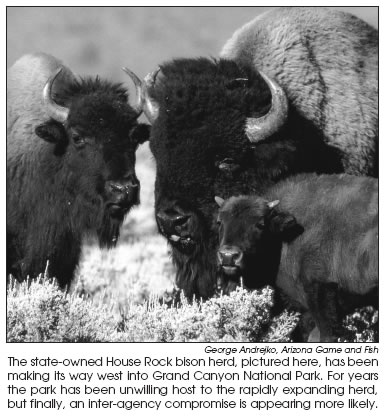 George Andrejko, Arizona Game and Fish
The state-owned House Rock bison herd, pictured here, has been
making its way west into Grand Canyon National Park. For years
the park has been unwilling host to the rapidly expanding herd,
but finally, an inter-agency compromise is appearing more likely.